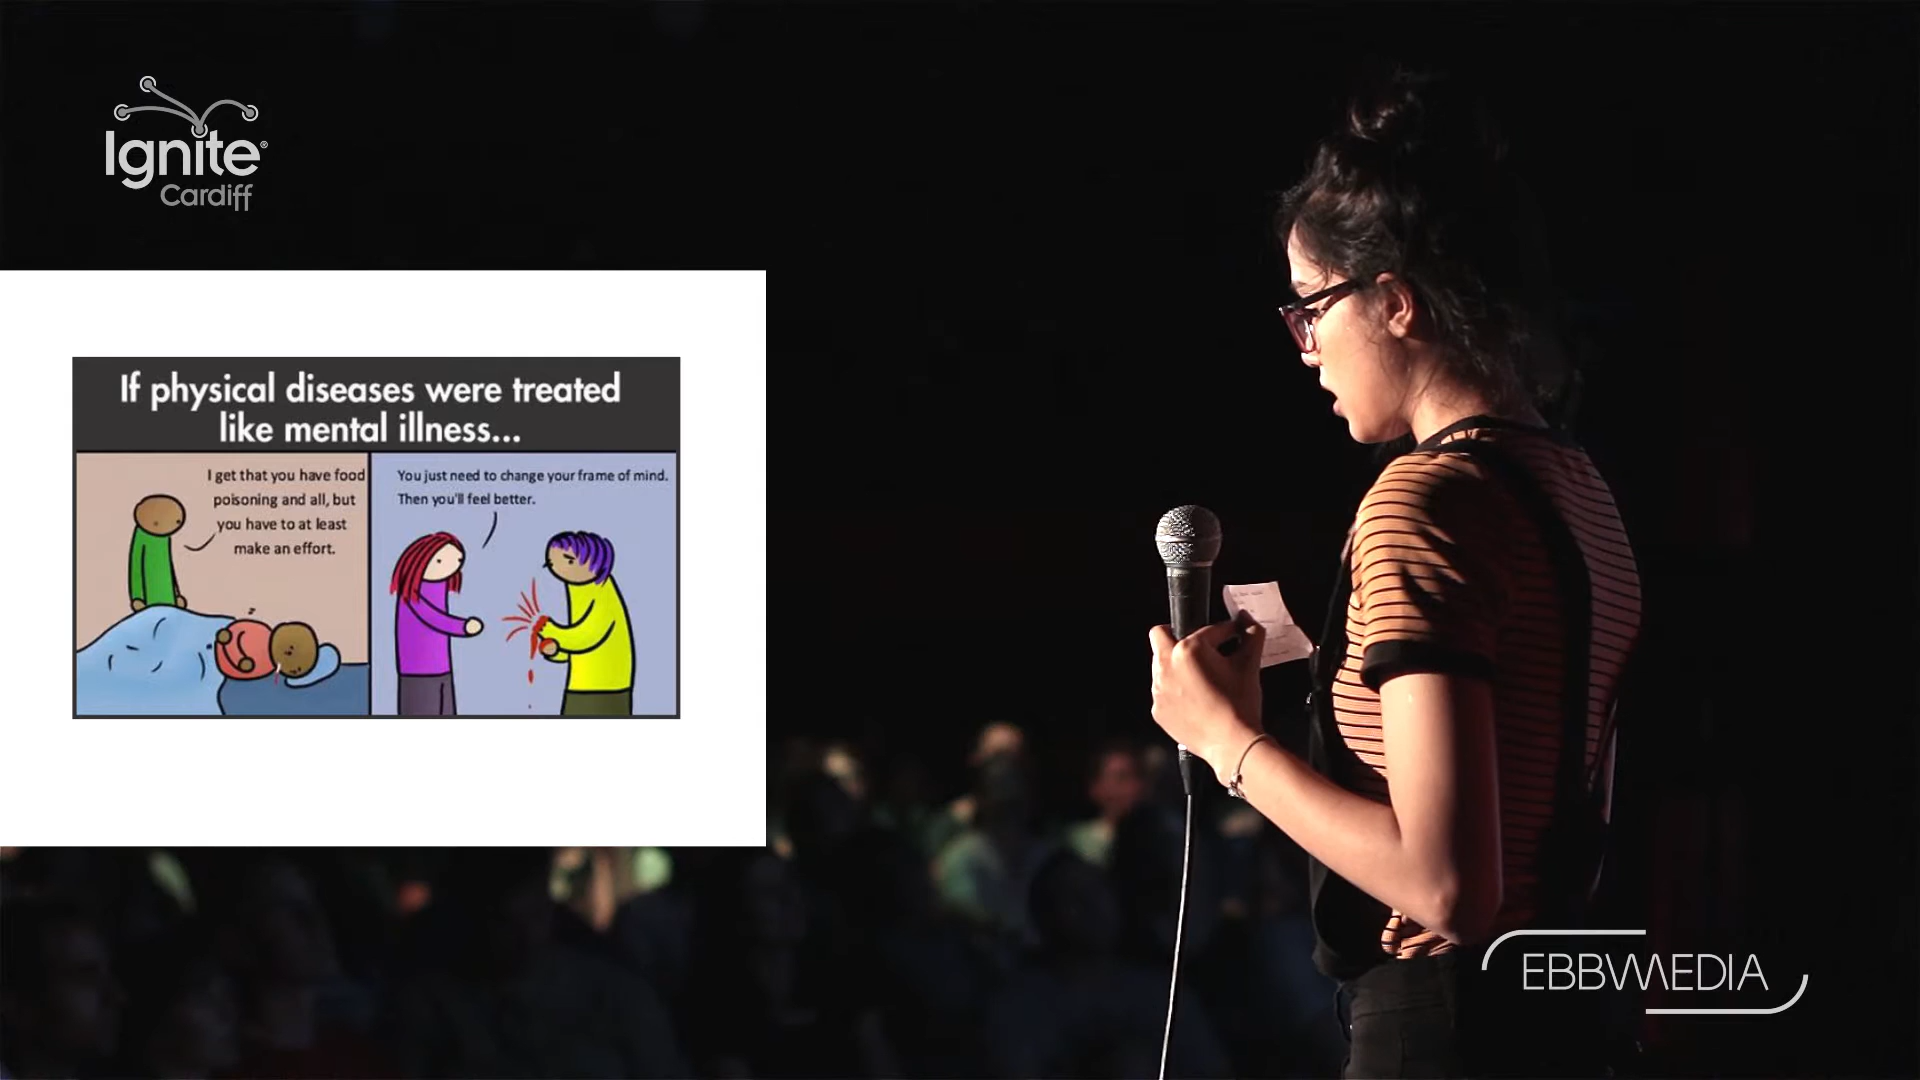 Ignite®
Cardiff
If physical diseases were treated
like mental illness...
I get that you have food
poisoning and all, but
you have to at least
make an effort.
You just need to change your frame of mind.
Then you'll feel better.
z
EBBWMEDIA